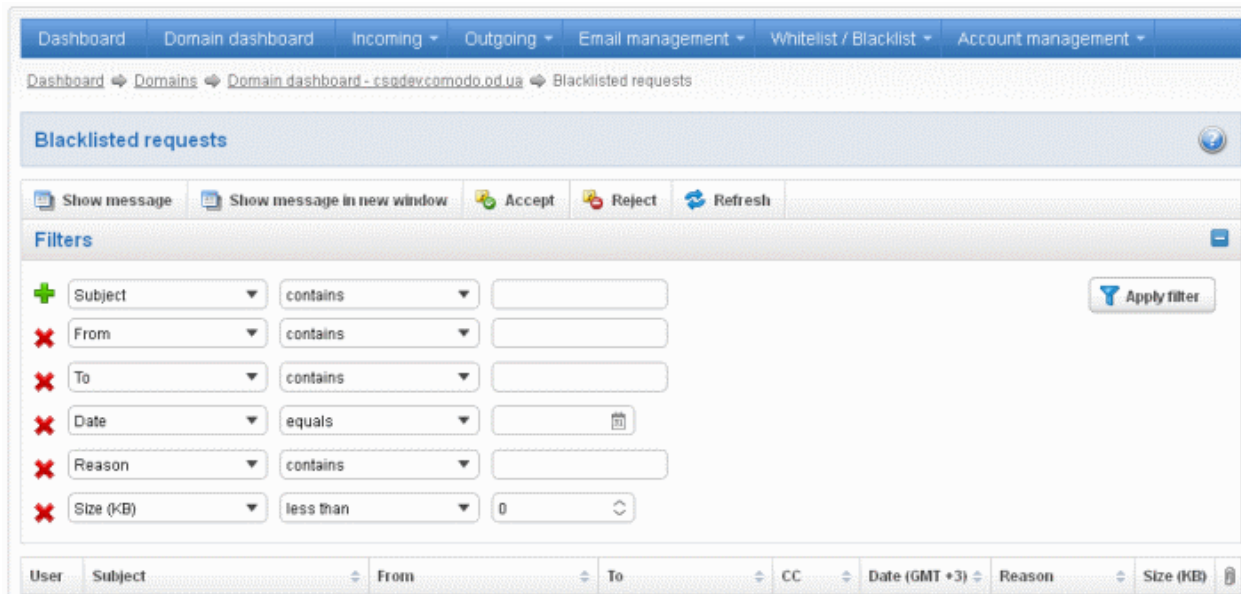 Dashboard Domain dashboard Incoming Outgoing Email management Whitelist / Blacklist Account management
Dashboard Domains Domain dashboard - csgdev.comodo.od.ua Blacklisted requests
Blacklisted requests
Show message Show message in new window Accept Reject Refresh
Filters
Subject contains
Apply filter
From contains
To contains
Date equals
Reason contains
Size (KB) less than 0
User Subject From To CC Date (GMT +3) Reason Size (KB)